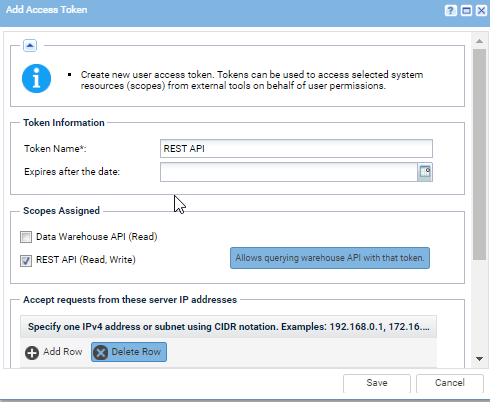 Add Access Token
Create new user access token. Tokens can be used to access selected system
resources (scopes) from external tools on behalf of user permissions.
Token Information
Token Name*:
REST API
Expires after the date:
Scopes Assigned
Data Warehouse API (Read)
REST API (Read, Write)
Allows querying warehouse API with that token.
Accept requests from these server IP addresses
Specify one IPv4 address or subnet using CIDR notation. Examples: 192.168.0.1, 172.16....
Add Row
Delete Row
Save
Cancel